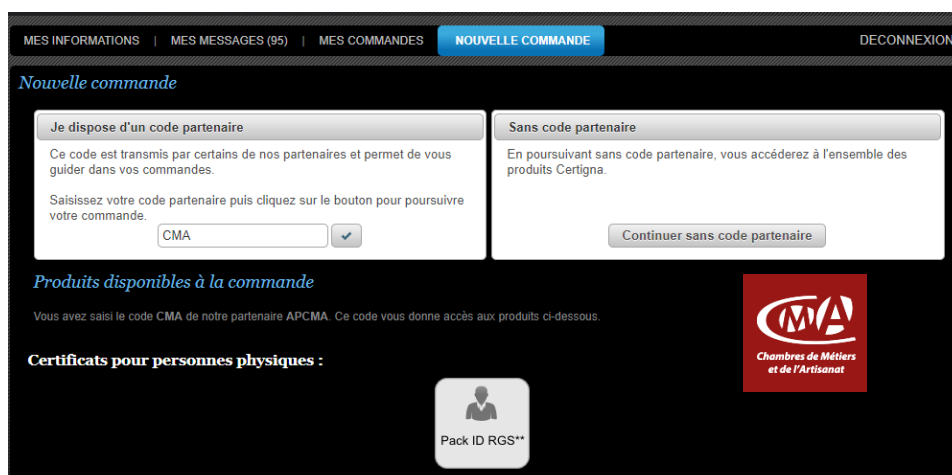 MES INFORMATIONS | MES MESSAGES (95) | MES COMMANDES NOUVELLE COMMANDE DECONNEXION
Nouvelle commande
Je dispose d'un code partenaire
Ce code est transmis par certains de nos partenaires et permet de vous
guider dans vos commandes.
Saisissez votre code partenaire puis cliquez sur le bouton pour poursuivre
votre commande.
CMA
Sans code partenaire
En poursuivant sans code partenaire, vous accéderez à l'ensemble des
produits Certigna.
Continuer sans code partenaire
Produits disponibles à la commande
Vous avez saisi le code CMA de notre partenaire APCMA. Ce code vous donne accès aux produits ci-dessous.
CMA
Chambres de Métiers
et de l'Artisanat
Certificats pour personnes physiques :
Pack ID RGS**